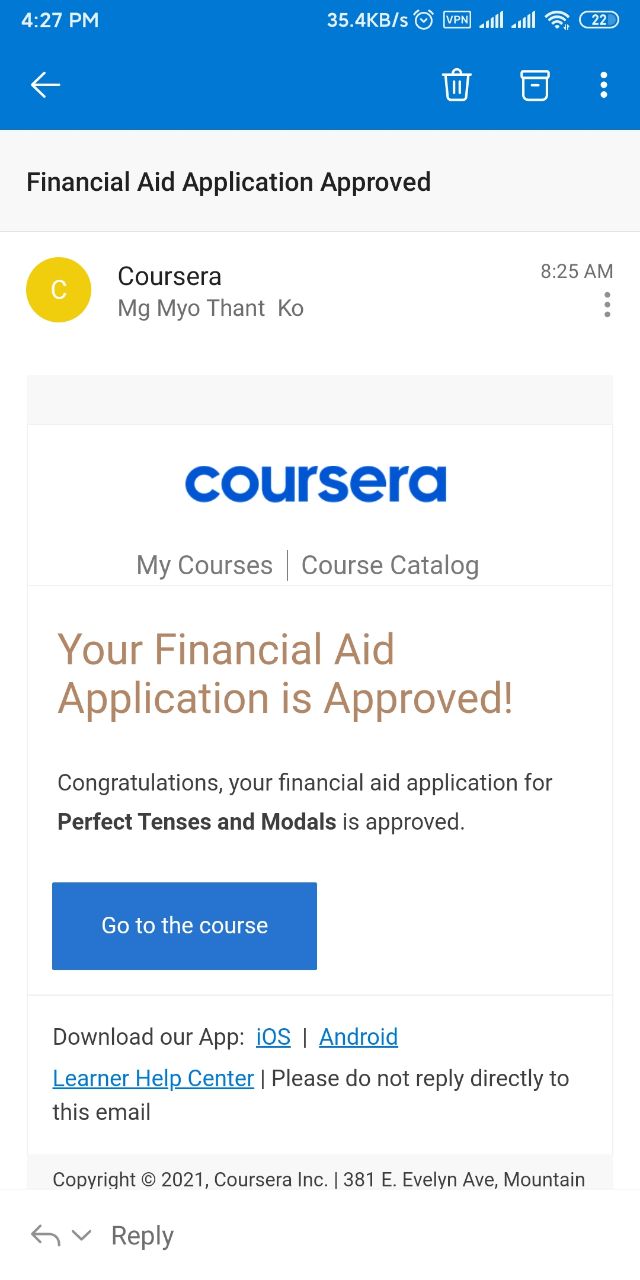 4:27 PM
35.4KB/s VPN 22
Financial Aid Application Approved
C
Coursera
8:25 AM
Mg Myo Thant Ko
coursera
My Courses | Course Catalog
Your Financial Aid
Application is Approved!
Congratulations, your financial aid application for
Perfect Tenses and Modals is approved.
Go to the course
Download our App: iOS | Android
Learner Help Center | Please do not reply directly to
this email
Copyright © 2021, Coursera Inc. | 381 E. Evelyn Ave, Mountain
Reply